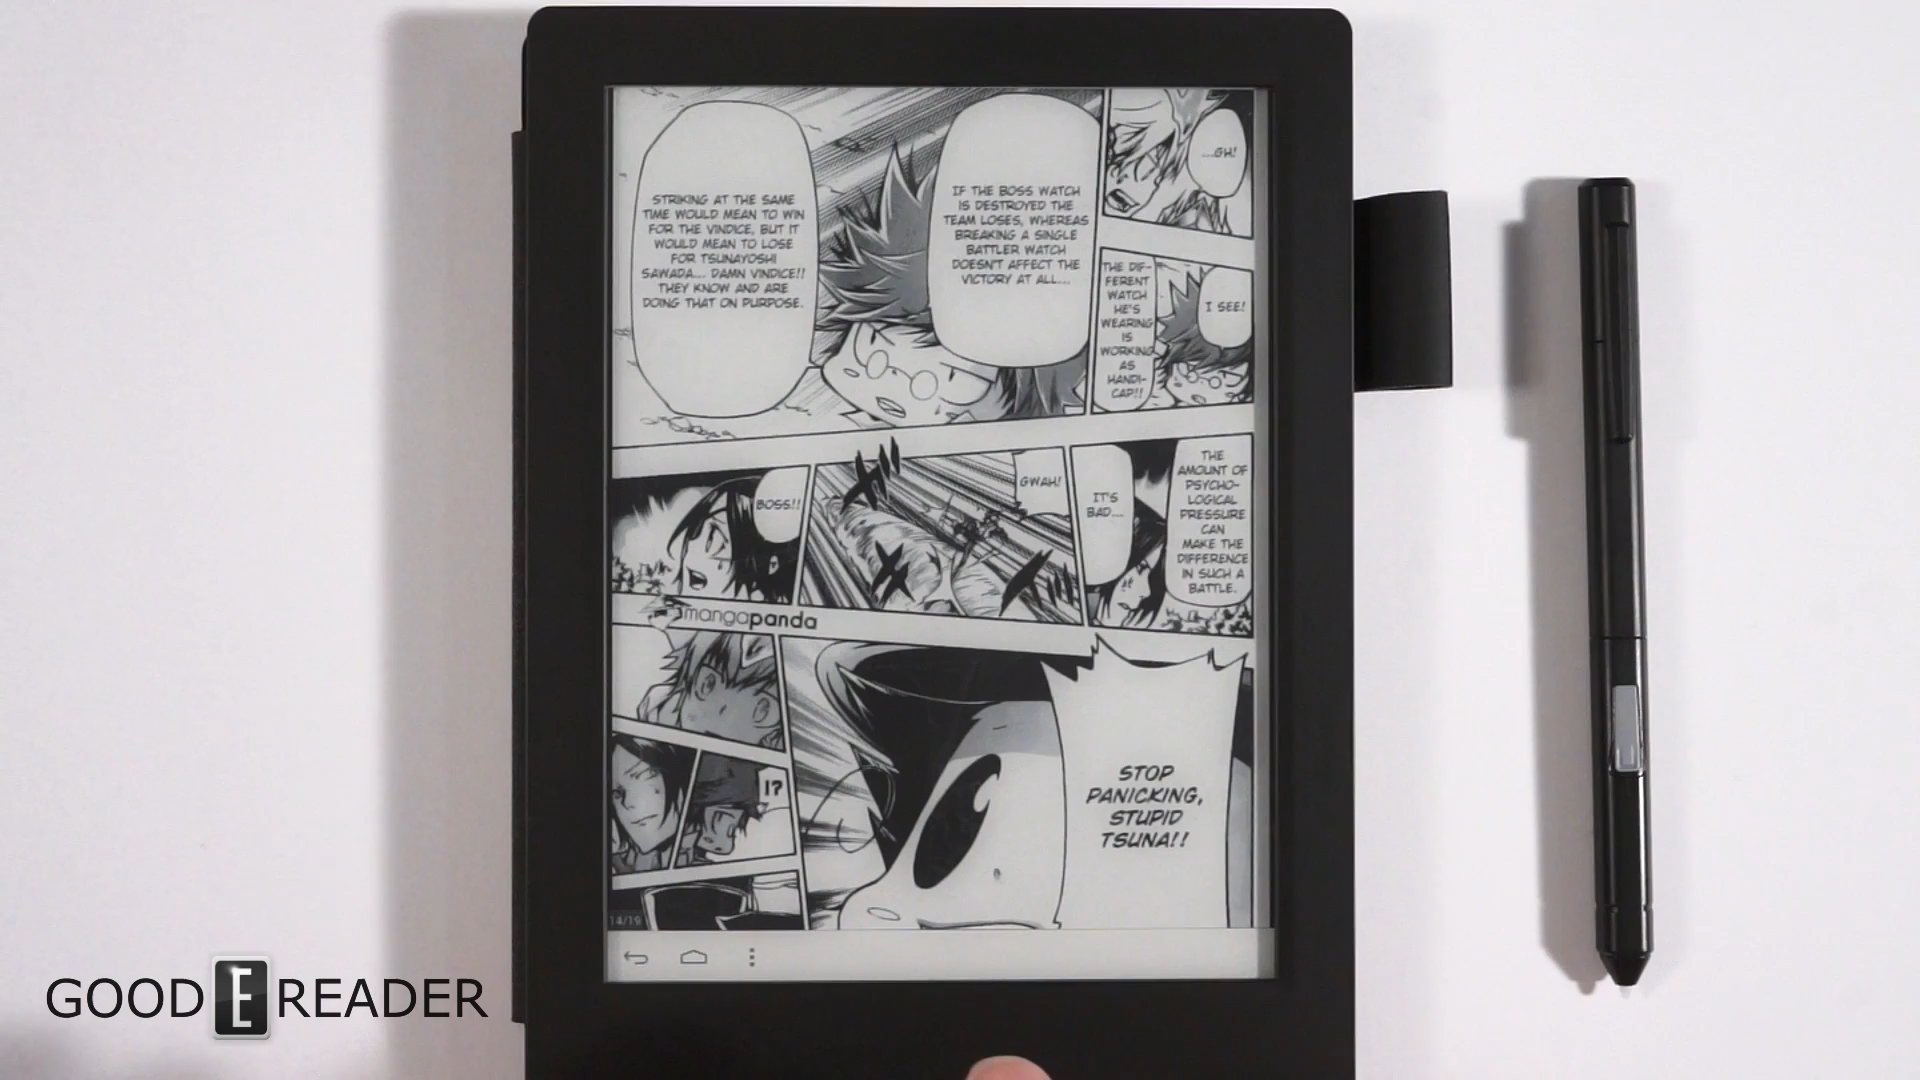 ...GH!
IF THE BOSS WATCH
IS DESTROYED THE
TEAM LOSES, WHEREAS
BREAKING A SINGLE
BATTLER WATCH
DOESN'T AFFECT THE
VICTORY AT ALL...
STRIKING AT THE SAME
TIME WOULD MEAN TO WIN
FOR THE VINDICE, BUT IT
WOULD MEAN TO LOSE
FOR TSUNAYOSHI
SAWADA... DAMN VINDICE!!
THEY KNOW AND ARE
DOING THAT ON PURPOSE.
I SEE!
THE DIF-
FERENT
WATCH
HE'S
WEARING
IS
WORKING
AS
HANDI-
CAP!!
THE
AMOUNT OF
PSYCHO-
LOGICAL
PRESSURE
CAN
MAKE THE
DIFFERENCE
IN SUCH A
BATTLE.
IT'S
BAD...
GWAH!
BOSS!!
mangapanda
STOP
PANICKING,
STUPID
TSUNA!!
!?
14/19
GOOD E READER